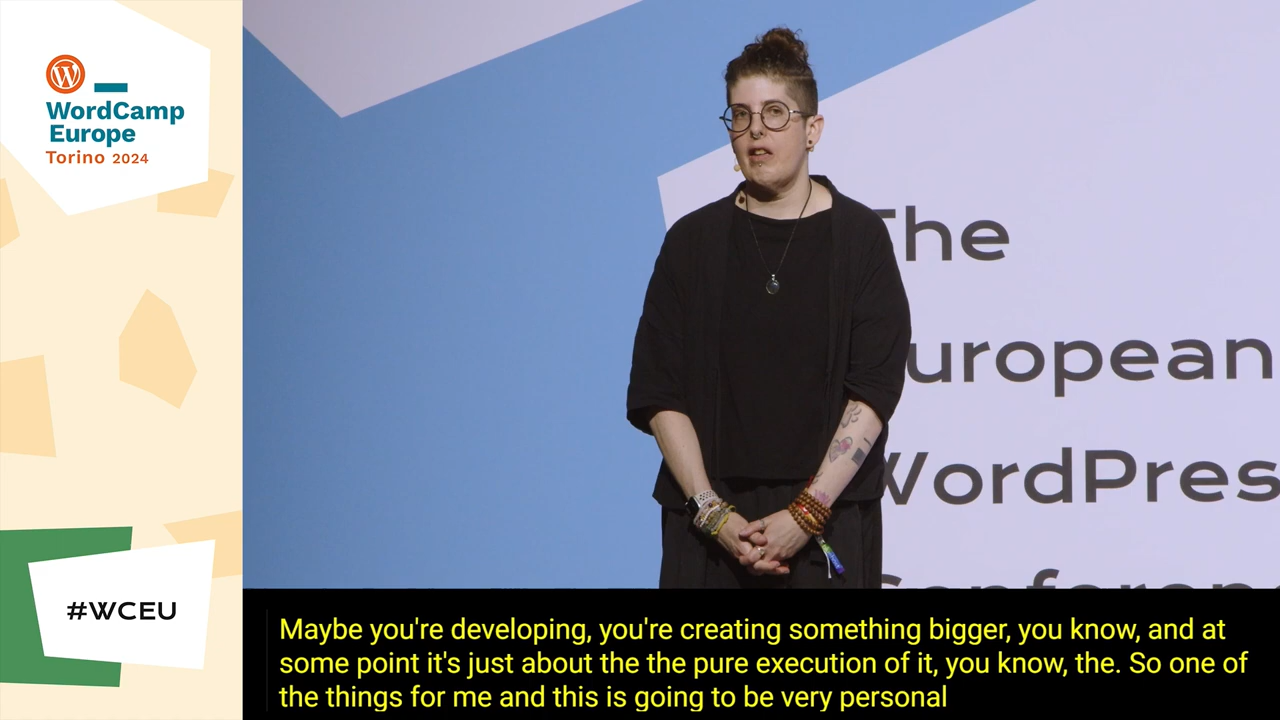 WordCamp
Europe
Torino 2024
The
European
WordPres
Conferen
#WCEU
Maybe you're developing, you're creating something bigger, you know, and at
some point it's just about the the pure execution of it, you know, the. So one of
the things for me and this is going to be very personal